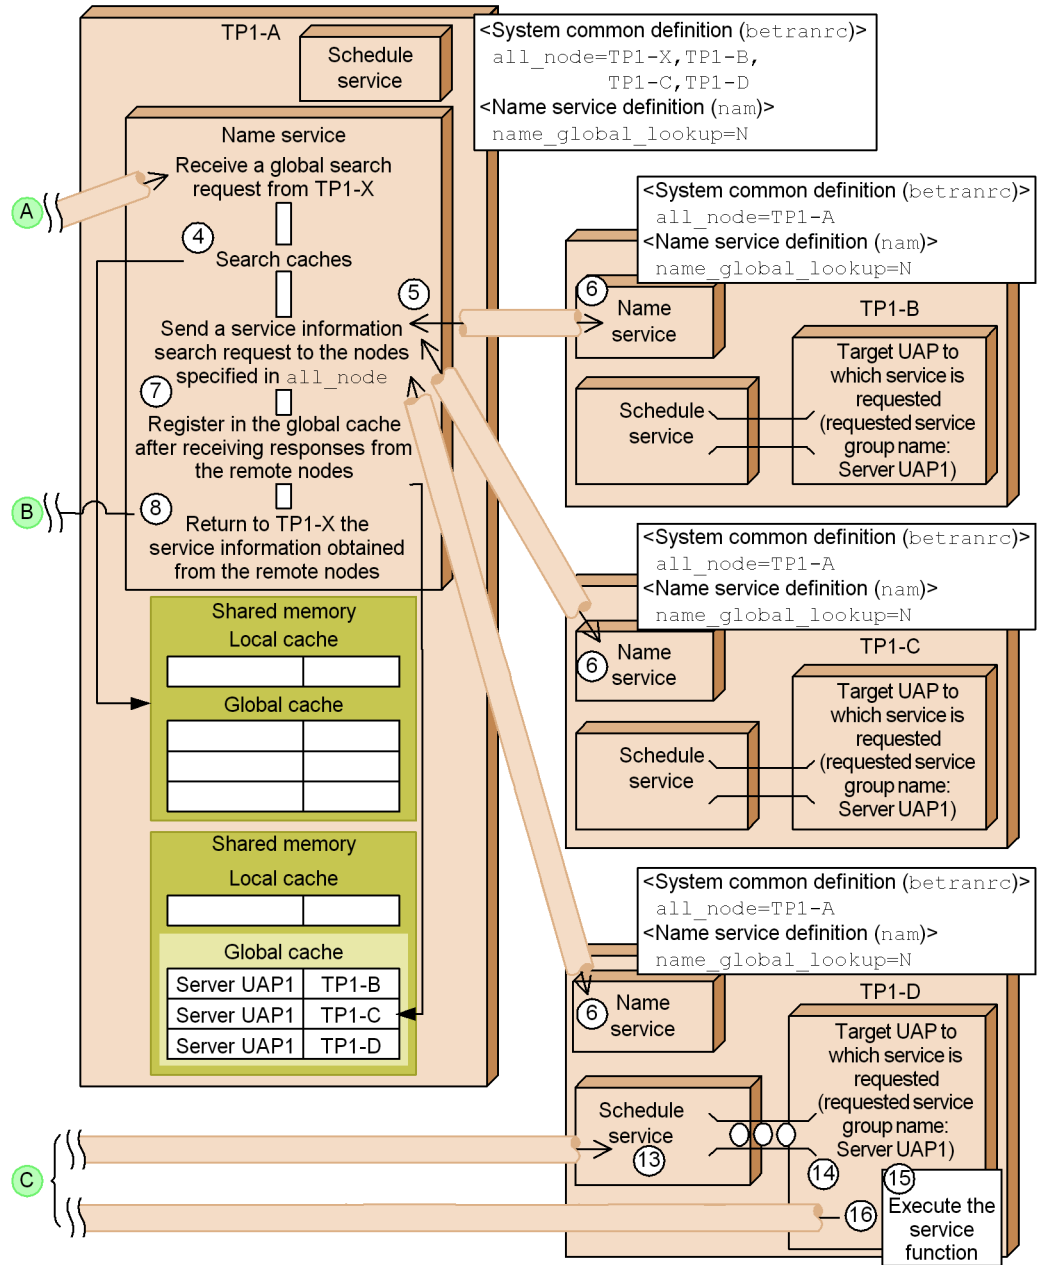 TP1-A
Schedule
service
<System common definition (betranrc)>
all_node=TP1-X,TP1-B,
TP1-C,TP1-D
<Name service definition (nam)>
name_global_lookup=N
Name service
Receive a global search
request from TP1-X
A
4
Search caches
5
Send a service information
search request to the nodes
specified in all_node
7
Register in the global cache
after receiving responses from
the remote nodes
B
8
Return to TP1-X the
service information obtained
from the remote nodes
Shared memory
Local cache
Global cache
Shared memory
Local cache
Global cache
Server UAP1 TP1-B
Server UAP1 TP1-C
Server UAP1 TP1-D
<System common definition (betranrc)>
all_node=TP1-A
<Name service definition (nam)>
name_global_lookup=N
TP1-B
6
Name
service
Schedule
service
Target UAP to
which service is
requested
(requested service
group name:
Server UAP1)
<System common definition (betranrc)>
all_node=TP1-A
<Name service definition (nam)>
name_global_lookup=N
TP1-C
Name
6
service
Schedule
service
Target UAP to
which service is
requested
(requested service
group name:
Server UAP1)
<System common definition (betranrc)>
all_node=TP1-A
<Name service definition (nam)>
name_global_lookup=N
TP1-D
Name
6
service
Target UAP to
which service is
requested
(requested service
group name:
Server UAP1)
Schedule
service
13
14
15
Execute the
service
function
16
C